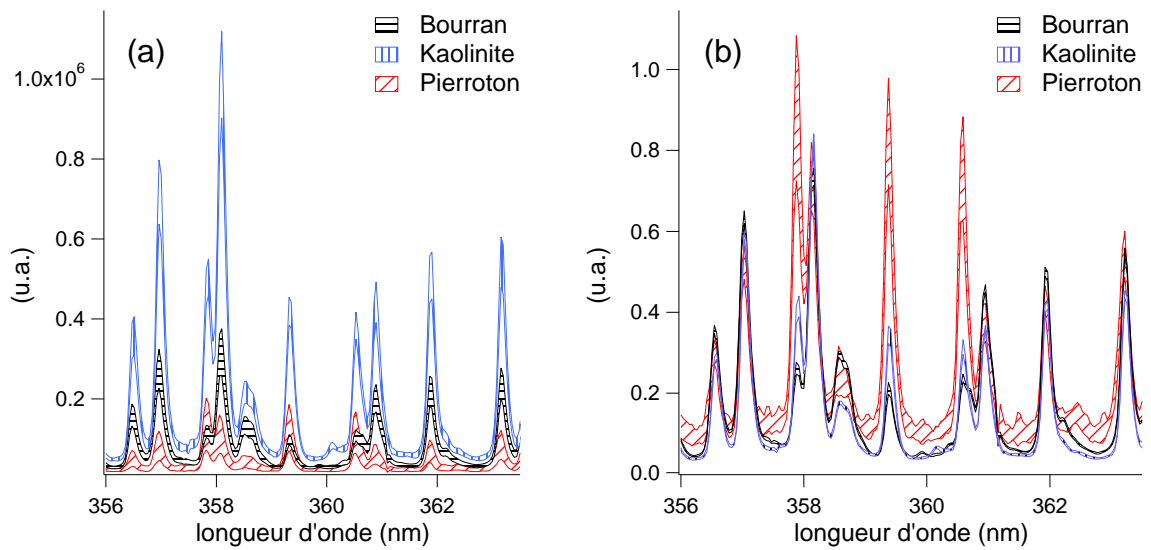 (a)
Bourran
Kaolinite
Pierroton
1.0x10⁶
0.8
0.6
0.4
0.2
(u.a.)
356
358
360
362
longueur d'onde (nm)
(b)
Bourran
Kaolinite
Pierroton
1.0
0.8
0.6
0.4
0.2
0.0
(u.a.)
356
358
360
362
longueur d'onde (nm)